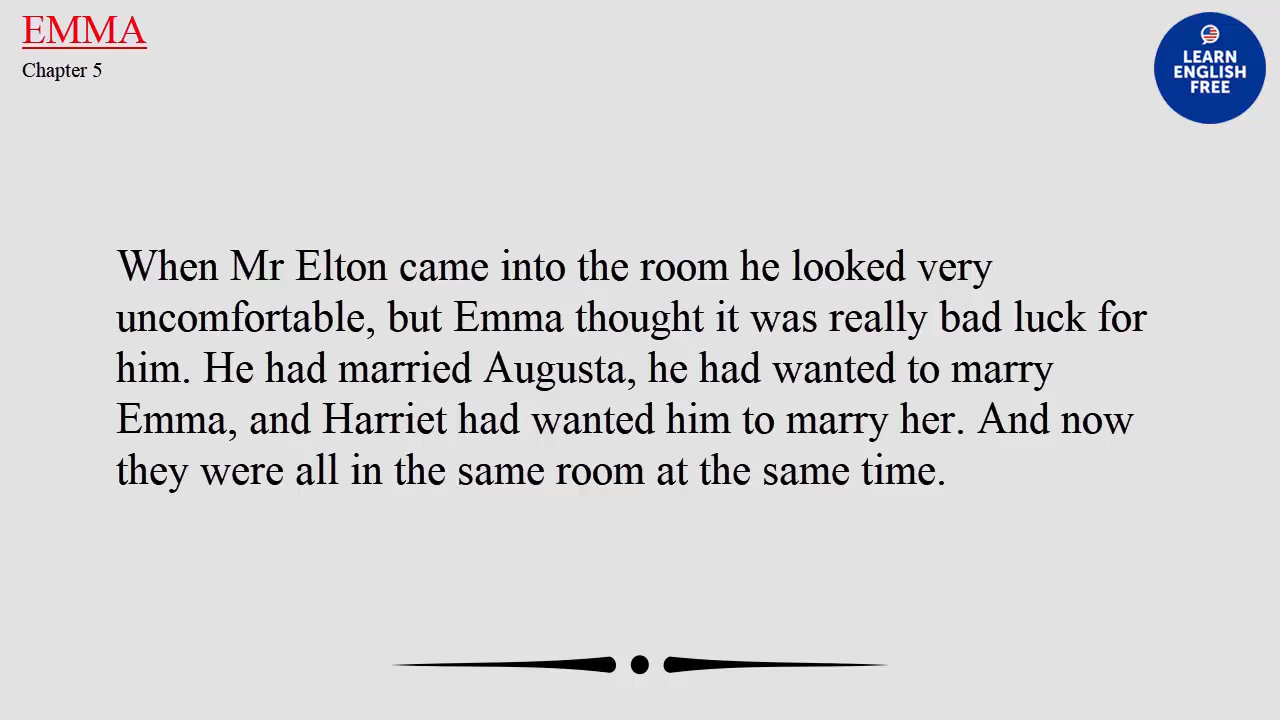 EMMA
Chapter 5
LEARN
ENGLISH
FREE
When Mr Elton came into the room he looked very
uncomfortable, but Emma thought it was really bad luck for
him. He had married Augusta, he had wanted to marry
Emma, and Harriet had wanted him to marry her. And now
they were all in the same room at the same time.